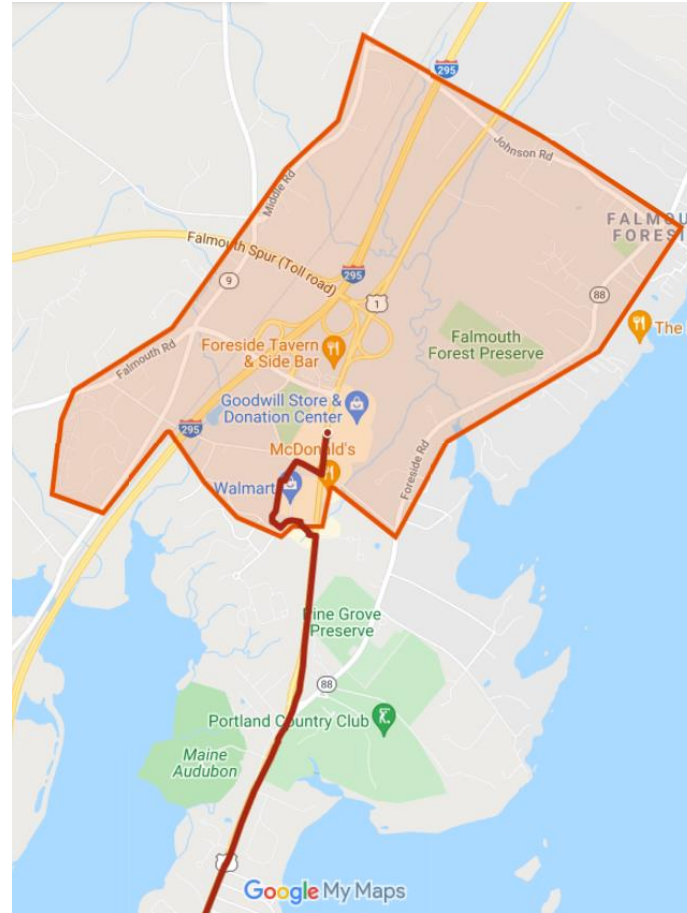 295
Johnson Rd
Middle Rd
FALMOU
FORESI
Falmouth Spur (Toll road)
9
295
88
1
The
Foreside Tavern
& Side Bar
Falmouth
Forest Preserve
Falmouth Rd
Goodwill Store &
Donation Center
295
McDonald's
Foreside Rd
Walmart
Pine Grove
Preserve
88
Portland Country Club
Maine
Audubon
Google My Maps